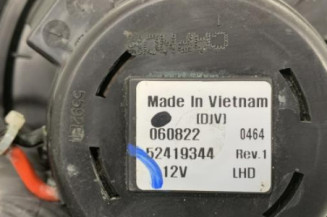 Made In Vietnam
[DJV]
060822 0464
52419344 Rev.1
12V LHD